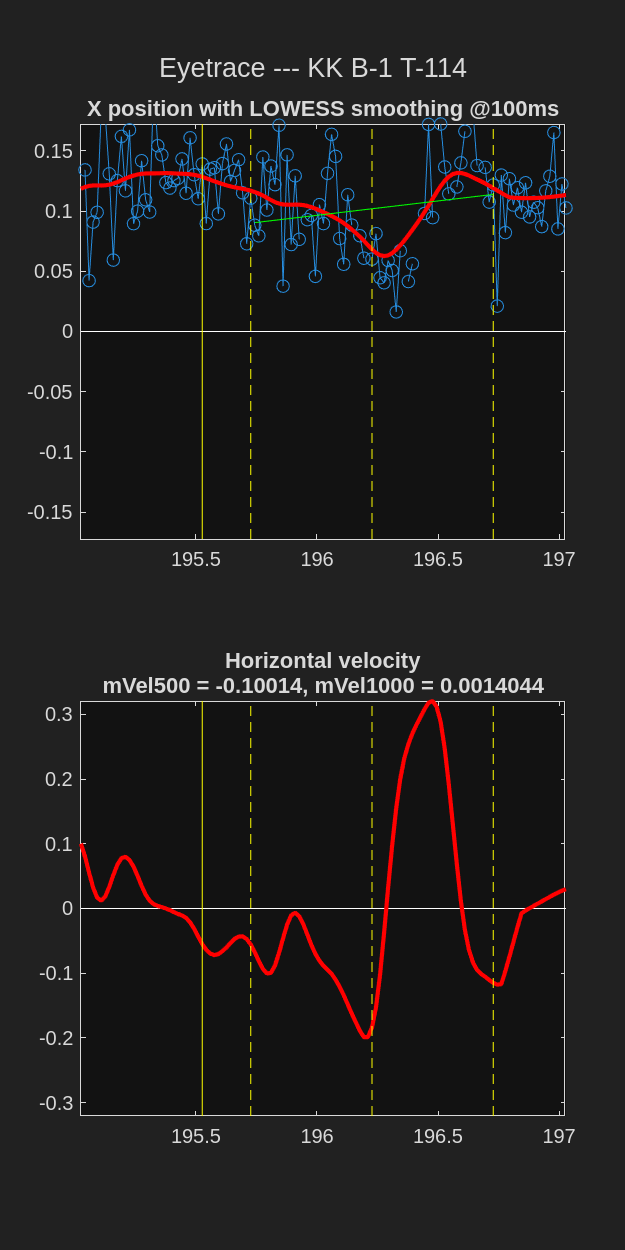 Eyetrace --- KK B-1 T-114
X position with LOWESS smoothing @100ms
0.15
0.1
0.05
0
-0.05
-0.1
-0.15
195.5 196 196.5 197
Horizontal velocity
mVel500 = -0.10014, mVel1000 = 0.0014044
0.3
0.2
0.1
0
-0.1
-0.2
-0.3
195.5 196 196.5 197